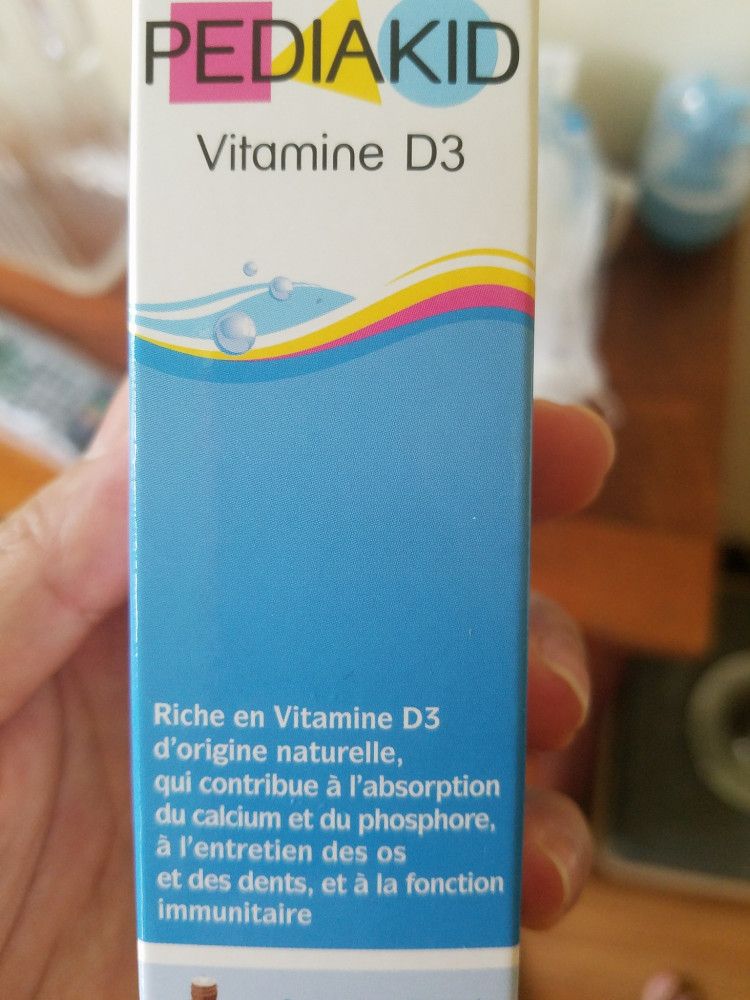 PEDIAKID
Vitamine D3
Riche en Vitamine D3
d'origine naturelle,
qui contribue à l'absorption
du calcium et du phosphore,
à l'entretien des os
et des dents, et à la fonction
immunitaire